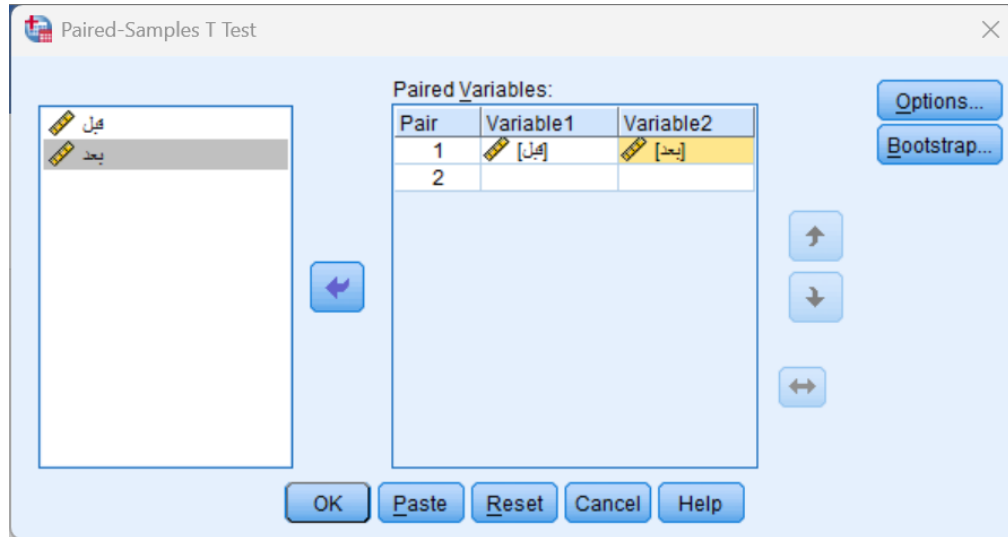 Paired-Samples T Test
Paired Variables:
Options...
قبل
Pair Variable1 Variable2
Bootstrap...
بعد
1 [قبل] [بعد]
2
OK Paste Reset Cancel Help